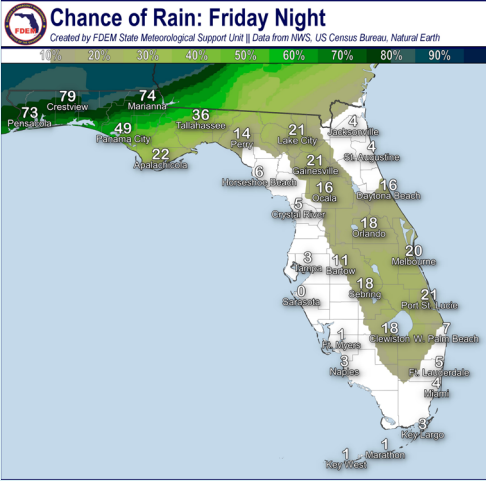 Chance of Rain: Friday Night
Created by FDEM State Meteorological Support Unit || Data from NWS, US Census Bureau, Natural Earth
FDEM
10% 20% 30% 40% 50% 60% 70% 80% 90%
79
Crestview
74
Marianna
73
Pensacola
36
Tallahassee
49
Panama City
22
Apalachicola
14
Perry
21
Lake City
4
Jacksonville
4
St. Augustine
21
Gainesville
6
Horseshoe Beach
16
Ocala
16
Daytona Beach
5
Crystal River
18
Orlando
3
Tampa
11
Bartow
20
Melbourne
0
Sarasota
18
Sebring
21
Port St. Lucie
1
Ft. Myers
18
Clewiston
7
W. Palm Beach
3
Naples
5
Ft. Lauderdale
4
Miami
3
Key Largo
1
Marathon
1
Key West